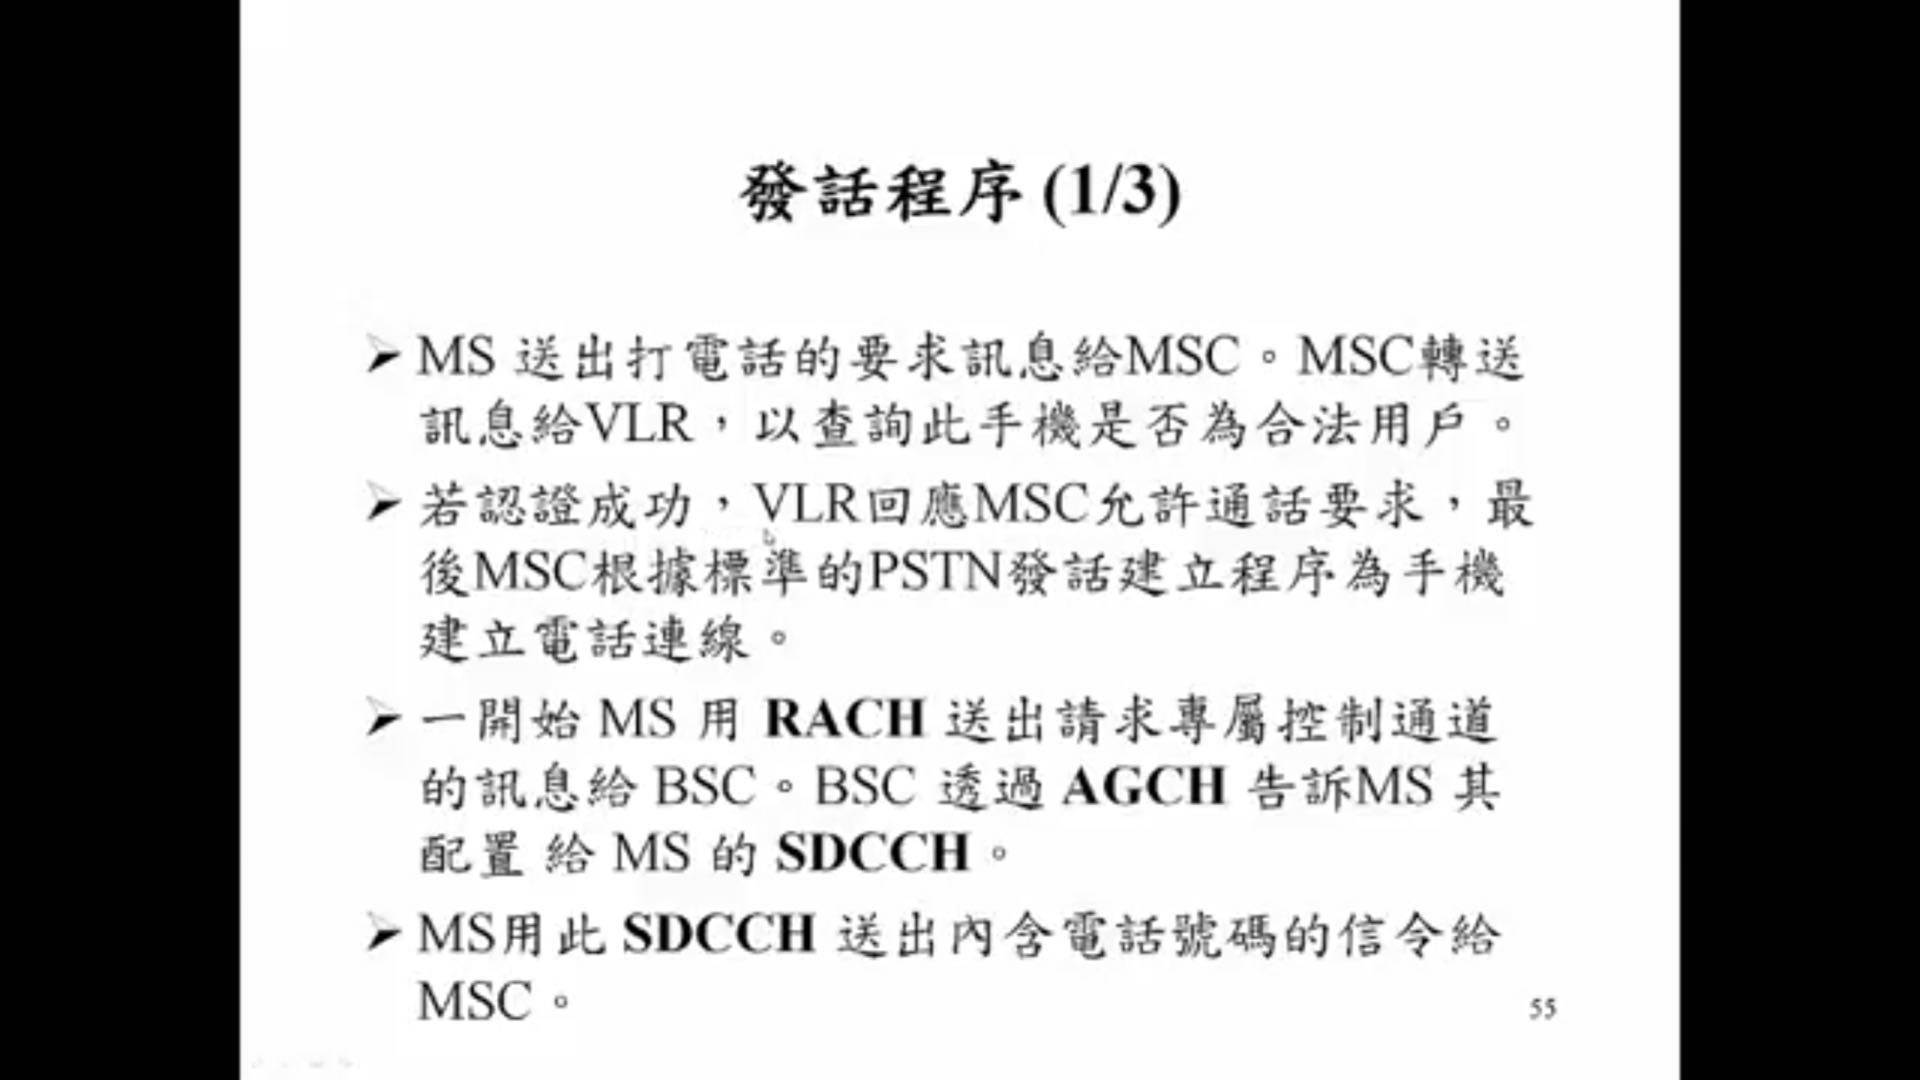 發話程序 (1/3)
➢ MS 送出打電話的要求訊息給MSC。MSC轉送
訊息給VLR，以查詢此手機是否為合法用戶。
➢ 若認證成功，VLR回應MSC允許通話要求，最
後MSC根據標準的PSTN發話建立程序為手機
建立電話連線。
➢ 一開始 MS 用 RACH 送出請求專屬控制通道
的訊息給 BSC。BSC 透過 AGCH 告訴MS 其
配置 給 MS 的 SDCCH。
➢ MS用此 SDCCH 送出內含電話號碼的信令給
MSC。
55